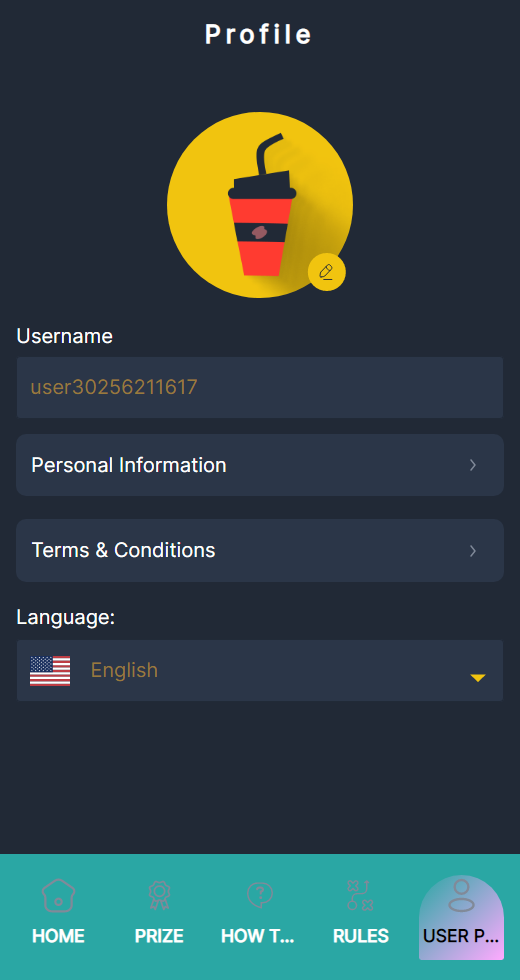 Profile
Username
user30256211617
Personal Information
Terms & Conditions
Language:
English
HOME
PRIZE
HOW T...
RULES
USER P...